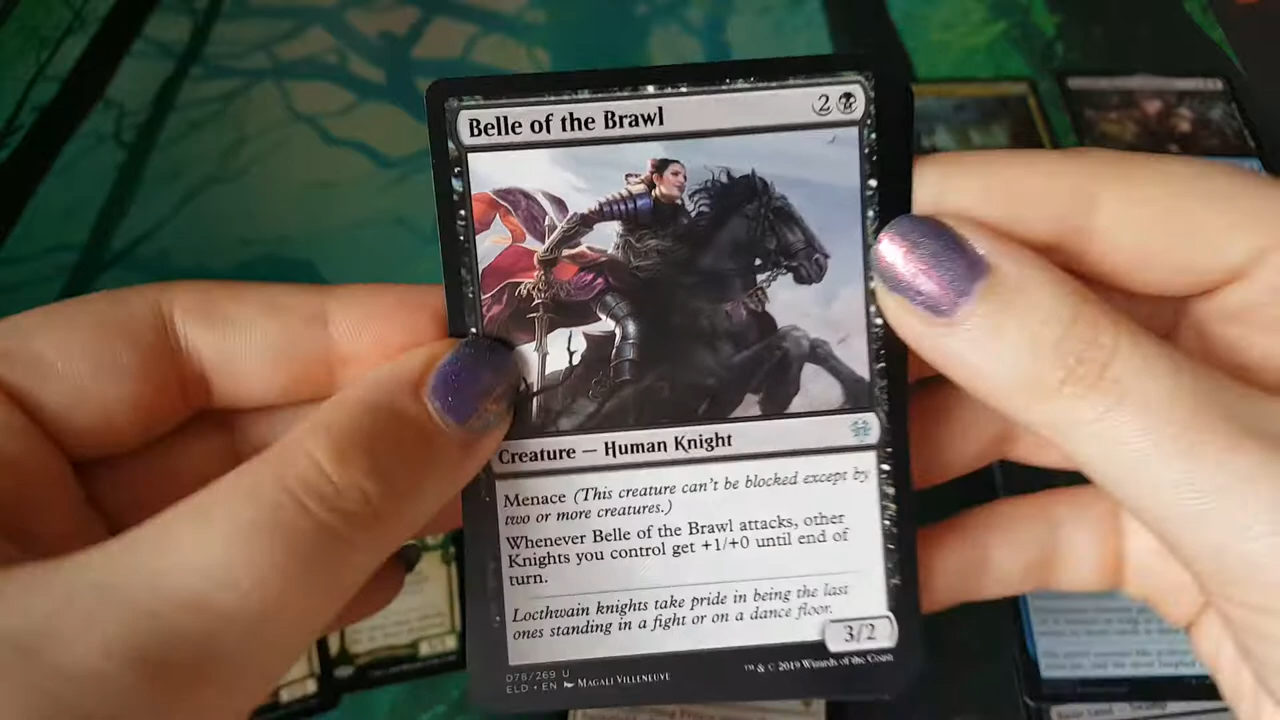 Belle of the Brawl 2
Creature — Human Knight
Menace (This creature can't be blocked except by
two or more creatures.)
Whenever Belle of the Brawl attacks, other
Knights you control get +1/+0 until end of
turn.
Locthwain knights take pride in being the last
ones standing in a fight or on a dance floor.
3/2
078/269 U
ELD • EN MAGALI VILLENEUVE
™ & © 2019 Wizards of the Coast